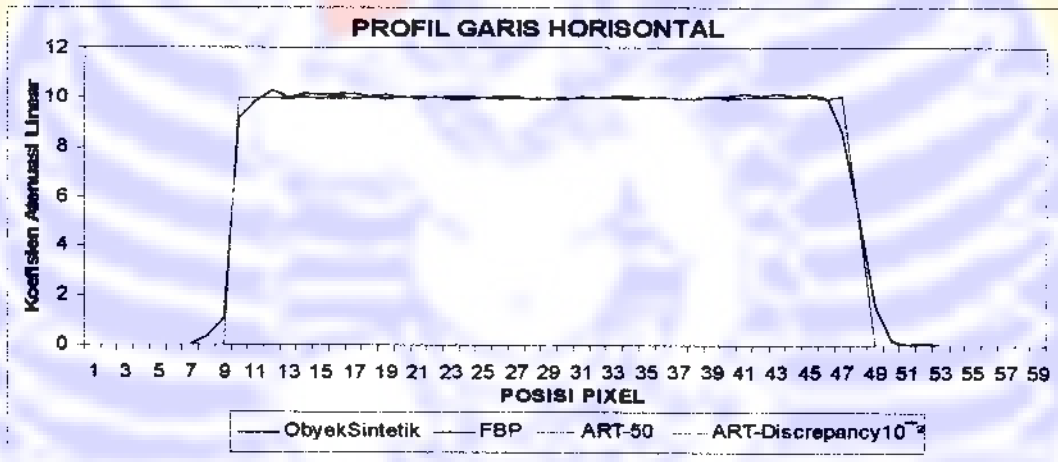 PROFIL GARIS HORISONTAL
12
10
8
6
4
2
0
Koefisien Atenuasi Linear
1 3 5 7 9 11 13 15 17 19 21 23 25 27 29 31 33 35 37 39 41 43 45 47 49 51 53 55 57 59
POSISI PIXEL
ObyekSintetik FBP ART-50 ART-Discrepancy10